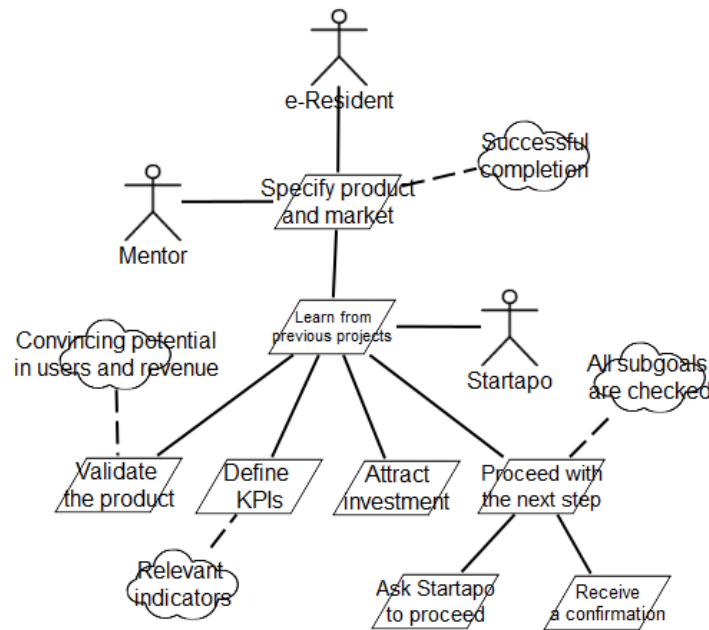 e-Resident
Successful
completion
Specify product
and market
Mentor
Learn from
previous projects
Startapo
Convincing potential
in users and revenue
All subgoals
are checked
Validate
the product
Define
KPIs
Attract
investment
Proceed with
the next step
Relevant
indicators
Ask Startapo
to proceed
Receive
a confirmation